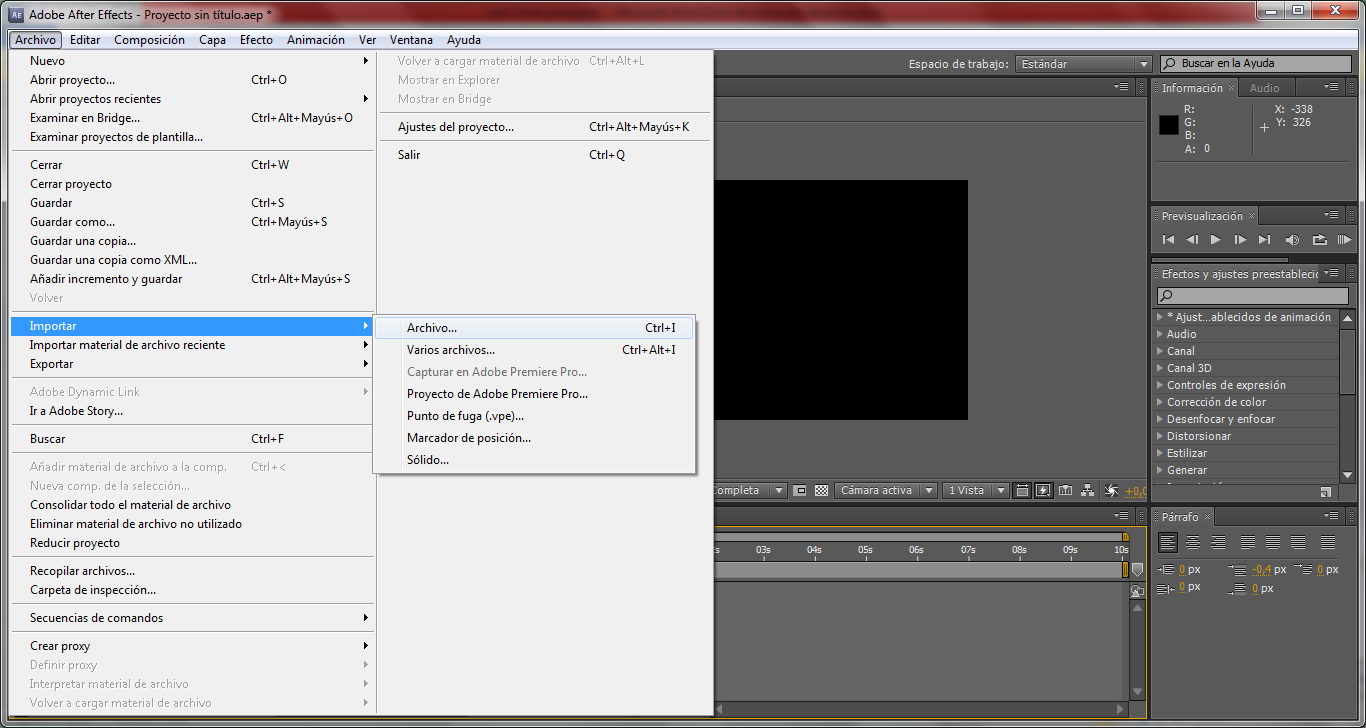 Adobe After Effects - Proyecto sin título.aep *
Archivo Editar Composición Capa Efecto Animación Ver Ventana Ayuda
Nuevo
Abrir proyecto... Ctrl+O
Abrir proyectos recientes
Examinar en Bridge... Ctrl+Alt+Mayús+O
Examinar proyectos de plantilla...
Cerrar Ctrl+W
Cerrar proyecto
Guardar Ctrl+S
Guardar como... Ctrl+Mayús+S
Guardar una copia...
Guardar una copia como XML...
Añadir incremento y guardar Ctrl+Alt+Mayús+S
Volver
Importar
Importar material de archivo reciente
Exportar
Adobe Dynamic Link
Ir a Adobe Story...
Buscar Ctrl+F
Añadir material de archivo a la comp. Ctrl+<
Nueva comp. de la selección...
Consolidar todo el material de archivo
Eliminar material de archivo no utilizado
Reducir proyecto
Recopilar archivos...
Carpeta de inspección...
Secuencias de comandos
Crear proxy
Definir proxy
Interpretar material de archivo
Volver a cargar material de archivo
Volver a cargar material de archivo Ctrl+Alt+L
Mostrar en Explorer
Mostrar en Bridge
Ajustes del proyecto... Ctrl+Alt+Mayús+K
Salir Ctrl+Q
Archivo... Ctrl+I
Varios archivos... Ctrl+Alt+I
Capturar en Adobe Premiere Pro...
Proyecto de Adobe Premiere Pro...
Punto de fuga (.vpe)...
Marcador de posición...
Sólido...
Espacio de trabajo: Estándar Buscar en la Ayuda
Información Audio
R: X: -338
G: Y: 326
B:
A: 0
Previsualización
Efectos y ajustes preestablecic
* Ajust...ablecidos de animación
Audio
Canal
Canal 3D
Controles de expresión
Corrección de color
Desenfocar y enfocar
Distorsionar
Estilizar
Generar
Completa Cámara activa 1 Vista +0,0
03s 04s 05s 06s 07s 08s 09s 10s
Párrafo
0 px -0,4 px 0 px
0 px 0 px